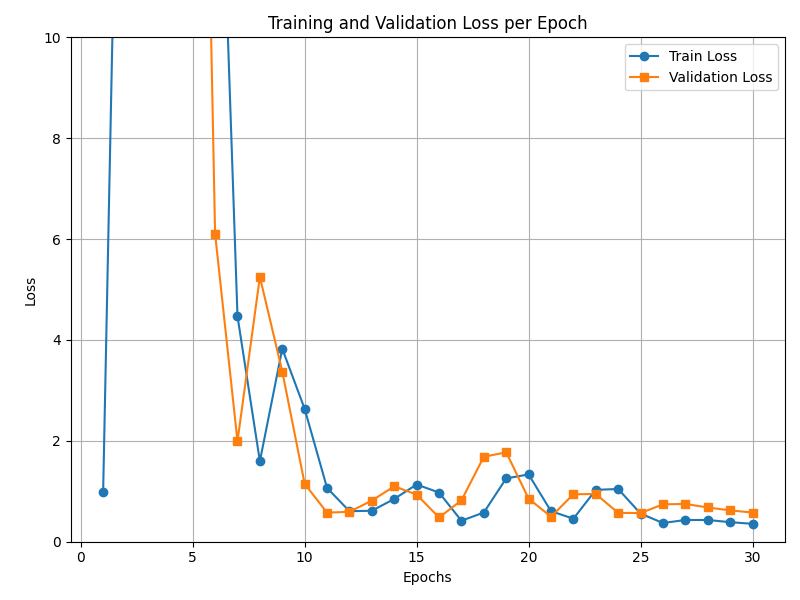 Training and Validation Loss per Epoch
Train Loss
Validation Loss
Loss
10
8
6
4
2
0
0 5 10 15 20 25 30
Epochs